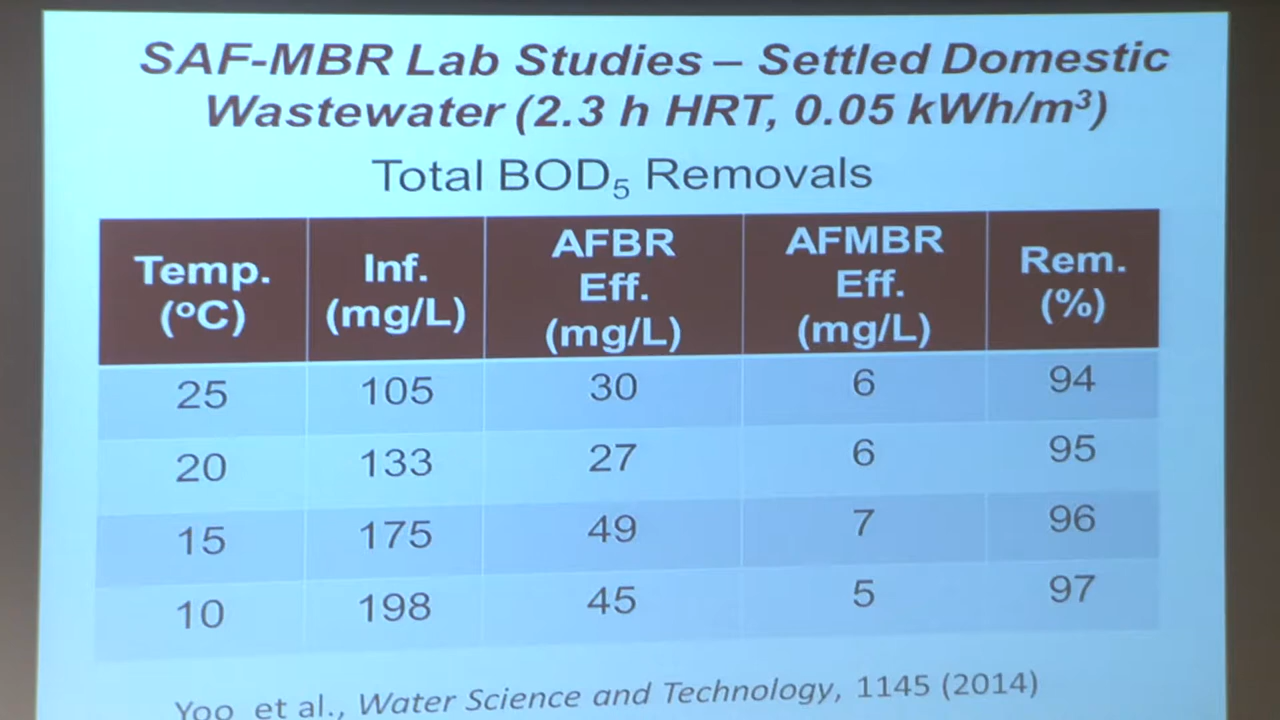 SAF-MBR Lab Studies – Settled Domestic
Wastewater (2.3 h HRT, 0.05 kWh/m³)
Total BOD₅ Removals
Temp. (ºC) Inf. (mg/L) AFBR Eff. (mg/L) AFMBR Eff. (mg/L) Rem. (%)
25 105 30 6 94
20 133 27 6 95
15 175 49 7 96
10 198 45 5 97
Yoo et al., Water Science and Technology, 1145 (2014)